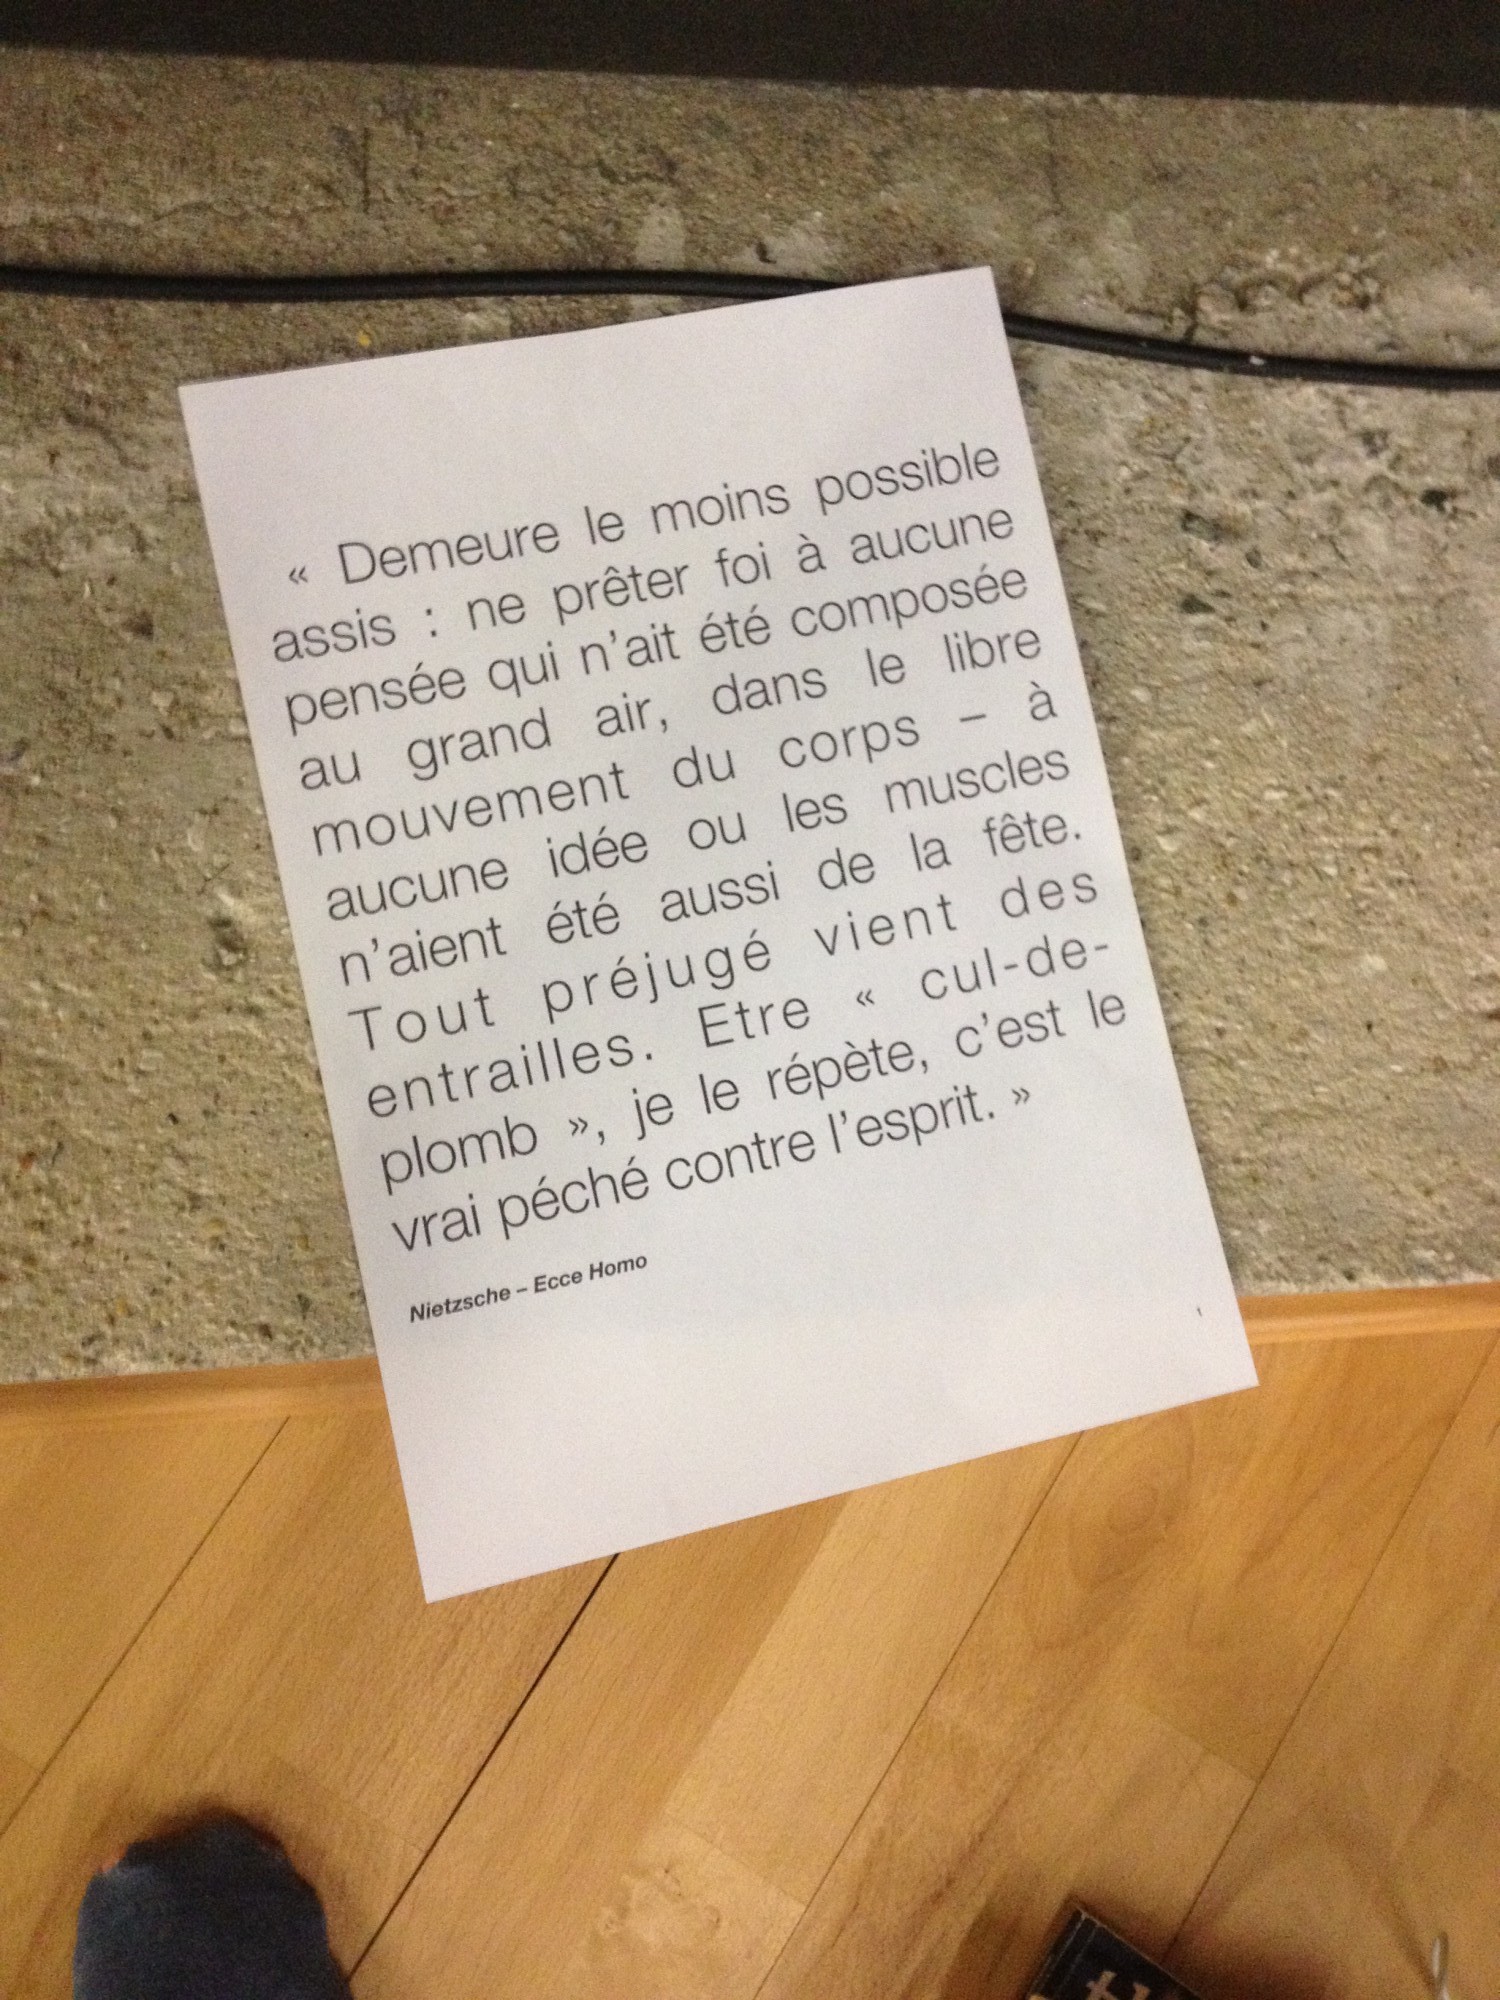 « Demeure le moins possible
assis : ne prêter foi à aucune
pensée qui n'ait été composée
au grand air, dans le libre
mouvement du corps – à
aucune idée ou les muscles
n'aient été aussi de la fête.
Tout préjugé vient des
entrailles. Etre « cul-de-
plomb », je le répète, c'est le
vrai péché contre l'esprit. »
Nietzsche – Ecce Homo